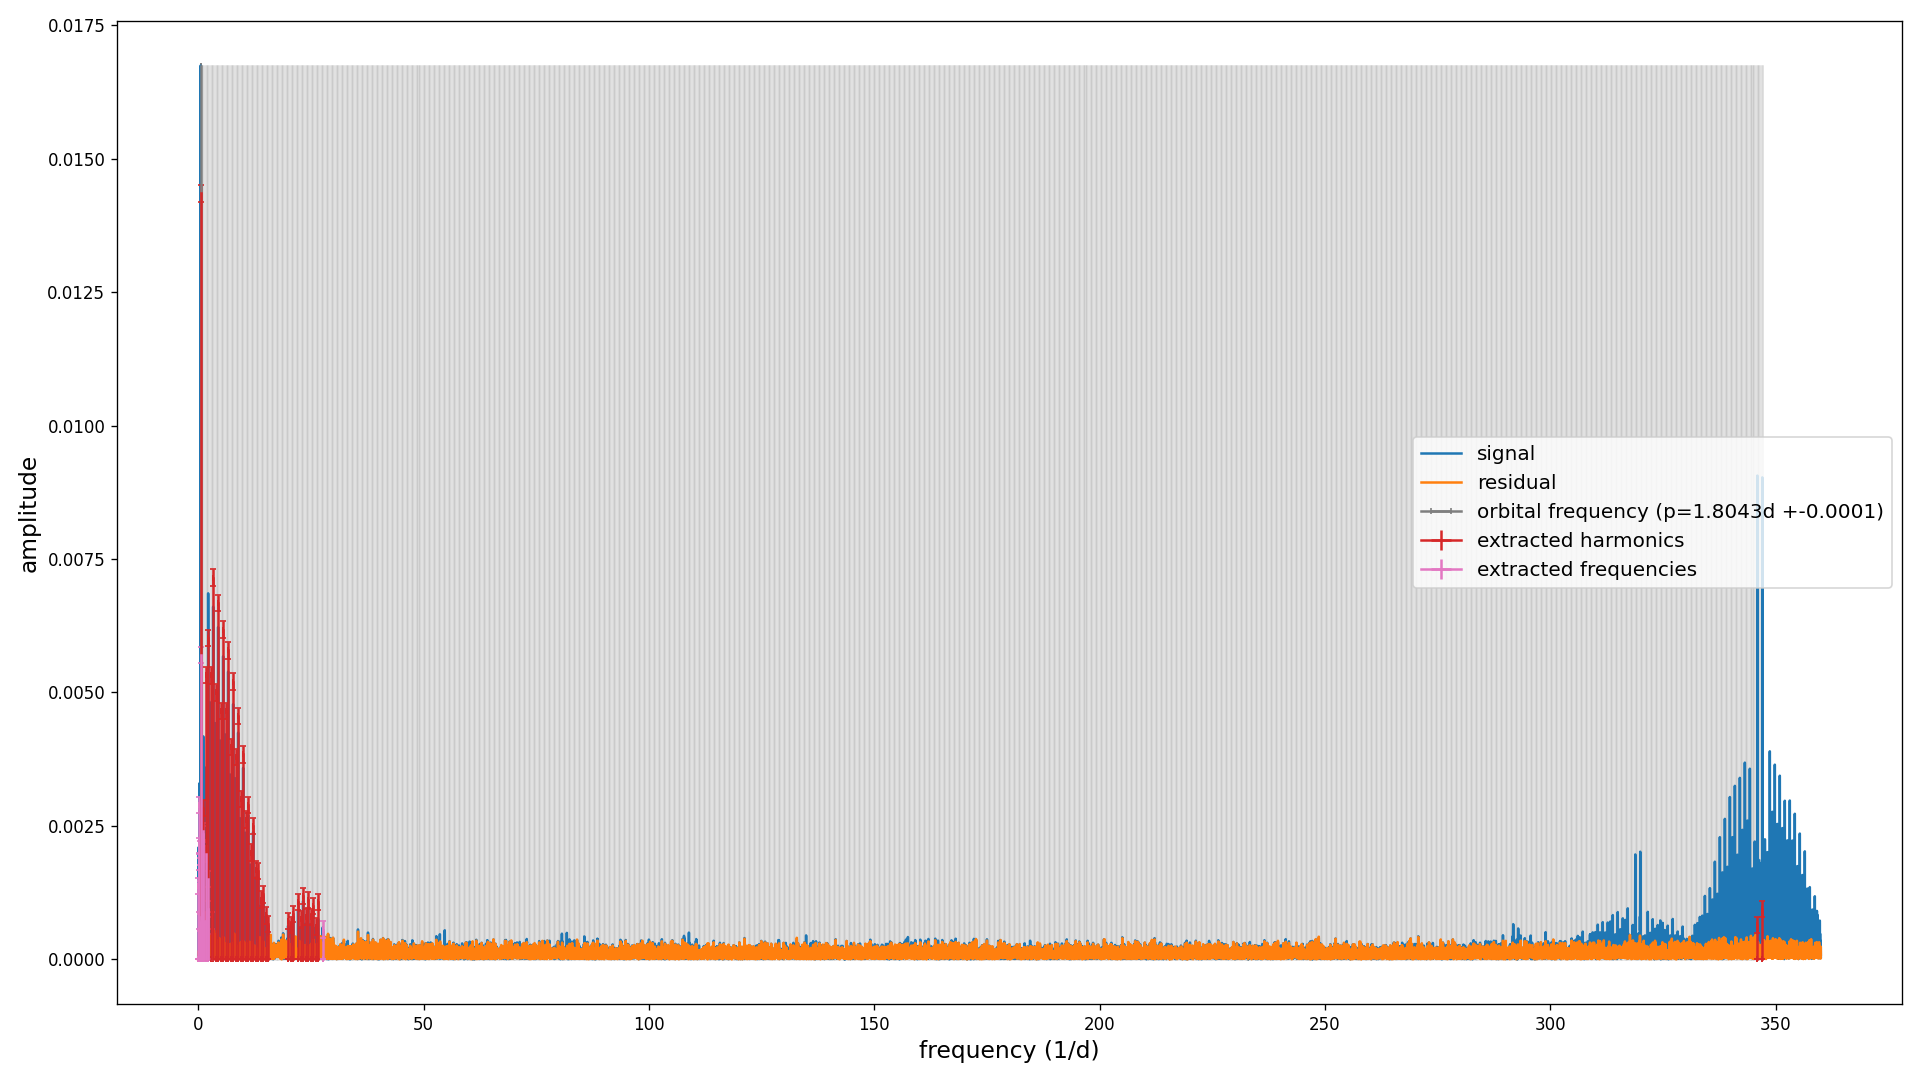 0.0175
0.0150
0.0125
0.0100
0.0075
0.0050
0.0025
0.0000
amplitude
signal
residual
orbital frequency (p=1.8043d +-0.0001)
extracted harmonics
extracted frequencies
0 50 100 150 200 250 300 350
frequency (1/d)